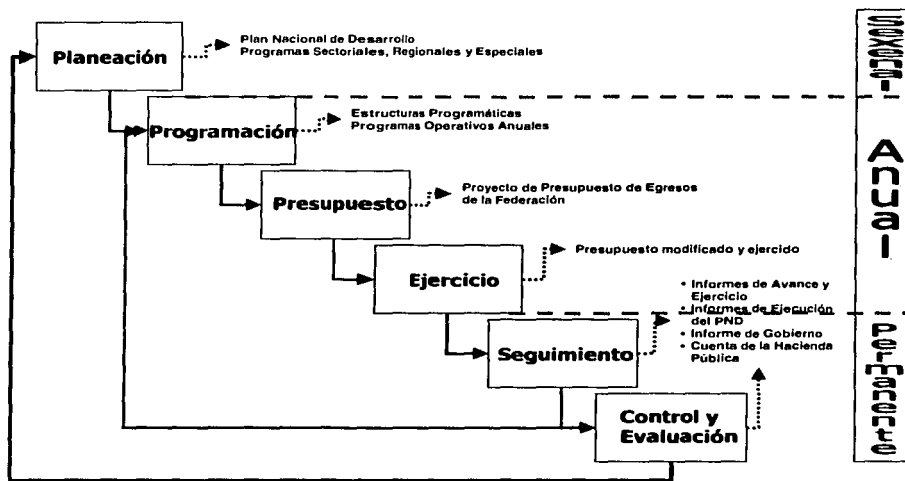 Planeación
Plan Nacional de Desarrollo
Programas Sectoriales, Regionales y Especiales
Programación
Estructuras Programáticas
Programas Operativos Anuales
Presupuesto
Proyecto de Presupuesto de Egresos
de la Federación
Ejercicio
Presupuesto modificado y ejercido
Seguimiento
• Informes de Avance y
Ejercicio
• Informes de Ejecución
del PND
• Informe de Gobierno
• Cuenta de la Hacienda
Pública
Control y
Evaluación
Sexenal
Anual
Permanente